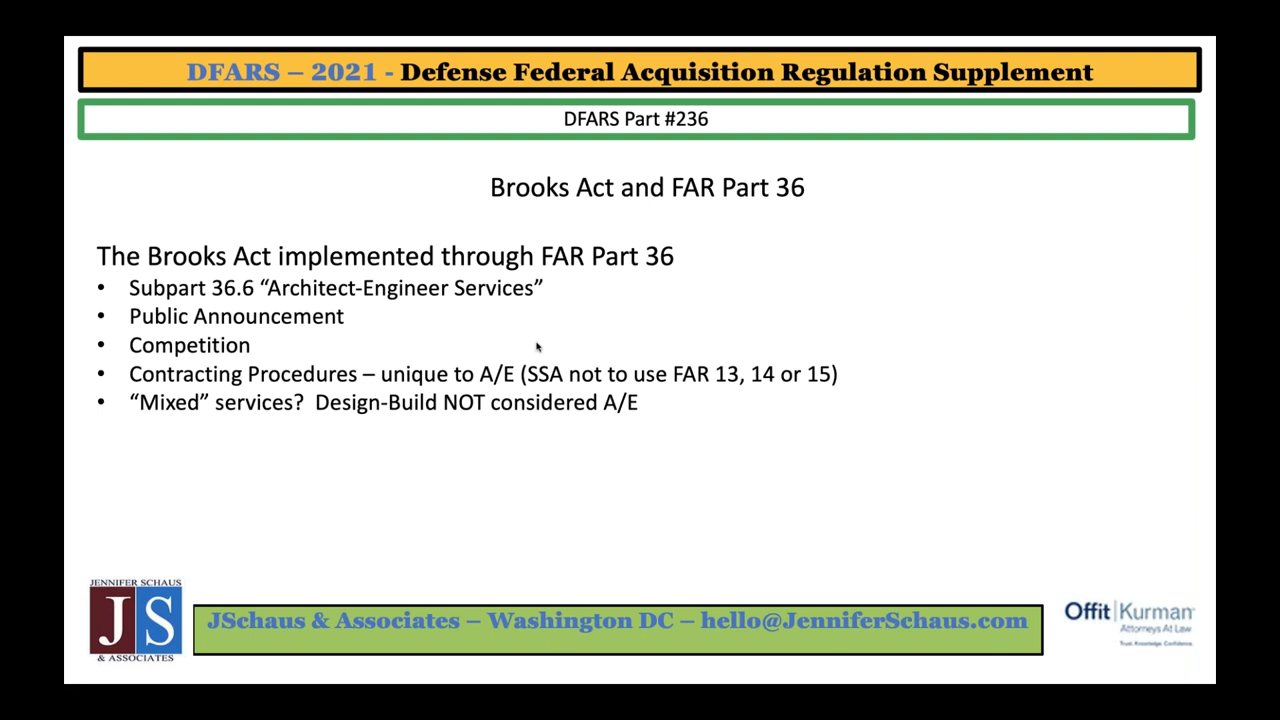 DFARS – 2021 - Defense Federal Acquisition Regulation Supplement
DFARS Part #236
Brooks Act and FAR Part 36
The Brooks Act implemented through FAR Part 36
• Subpart 36.6 “Architect-Engineer Services”
• Public Announcement
• Competition
• Contracting Procedures – unique to A/E (SSA not to use FAR 13, 14 or 15)
• “Mixed” services?  Design-Build NOT considered A/E
JENNIFER SCHAUS
JS
& ASSOCIATES
JSchaus & Associates – Washington DC – hello@JenniferSchaus.com
Offit|Kurman
Attorneys At Law
Trust. Knowledge. Confidence.